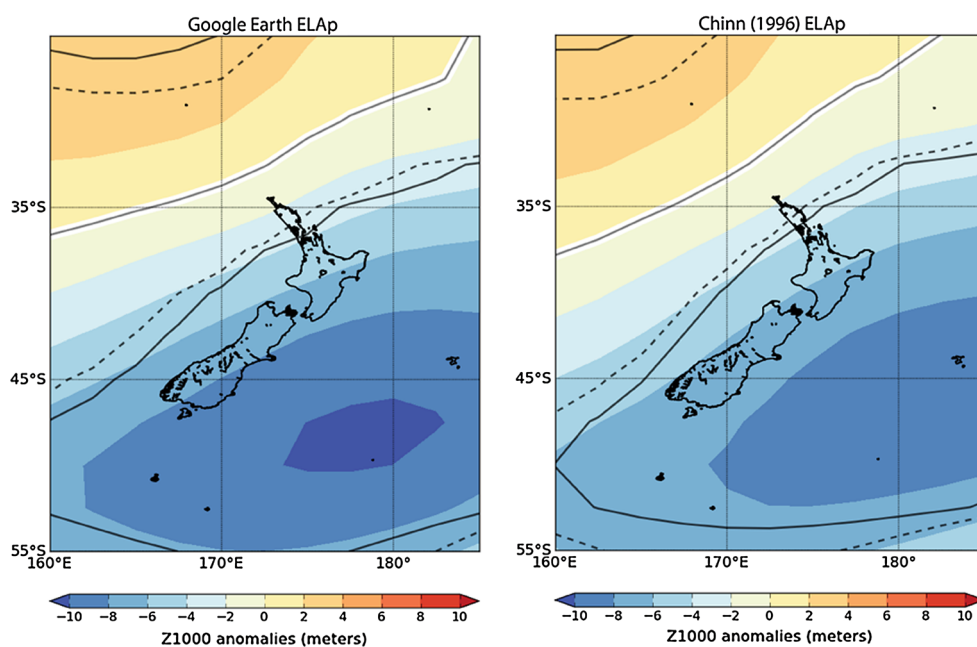 Google Earth ELAp
35°S
45°S
55°S
160°E 170°E 180°
−10 −8 −6 −4 −2 0 2 4 6 8 10
Z1000 anomalies (meters)
Chinn (1996) ELAp
35°S
45°S
55°S
160°E 170°E 180°
−10 −8 −6 −4 −2 0 2 4 6 8 10
Z1000 anomalies (meters)